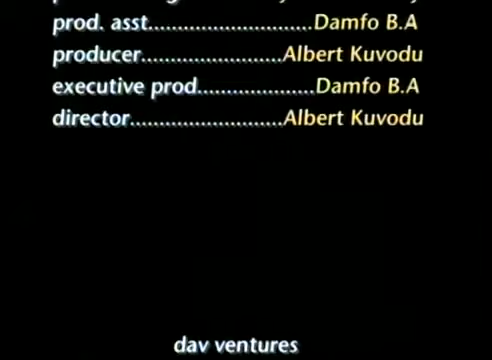 prod. asst............................Damfo B.A
producer........................Albert Kuvodu
executive prod....................Damfo B.A
director..........................Albert Kuvodu
dav ventures